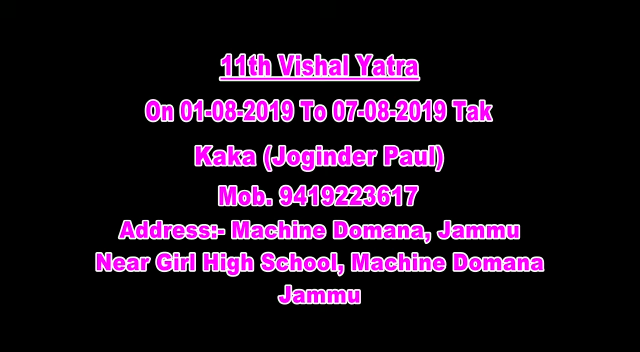 11th Vishal Yatra
On 01-08-2019 To 07-08-2019 Tak
Kaka (Joginder Paul)
Mob. 9419223617
Address:- Machine Domana, Jammu
Near Girl High School, Machine Domana
Jammu